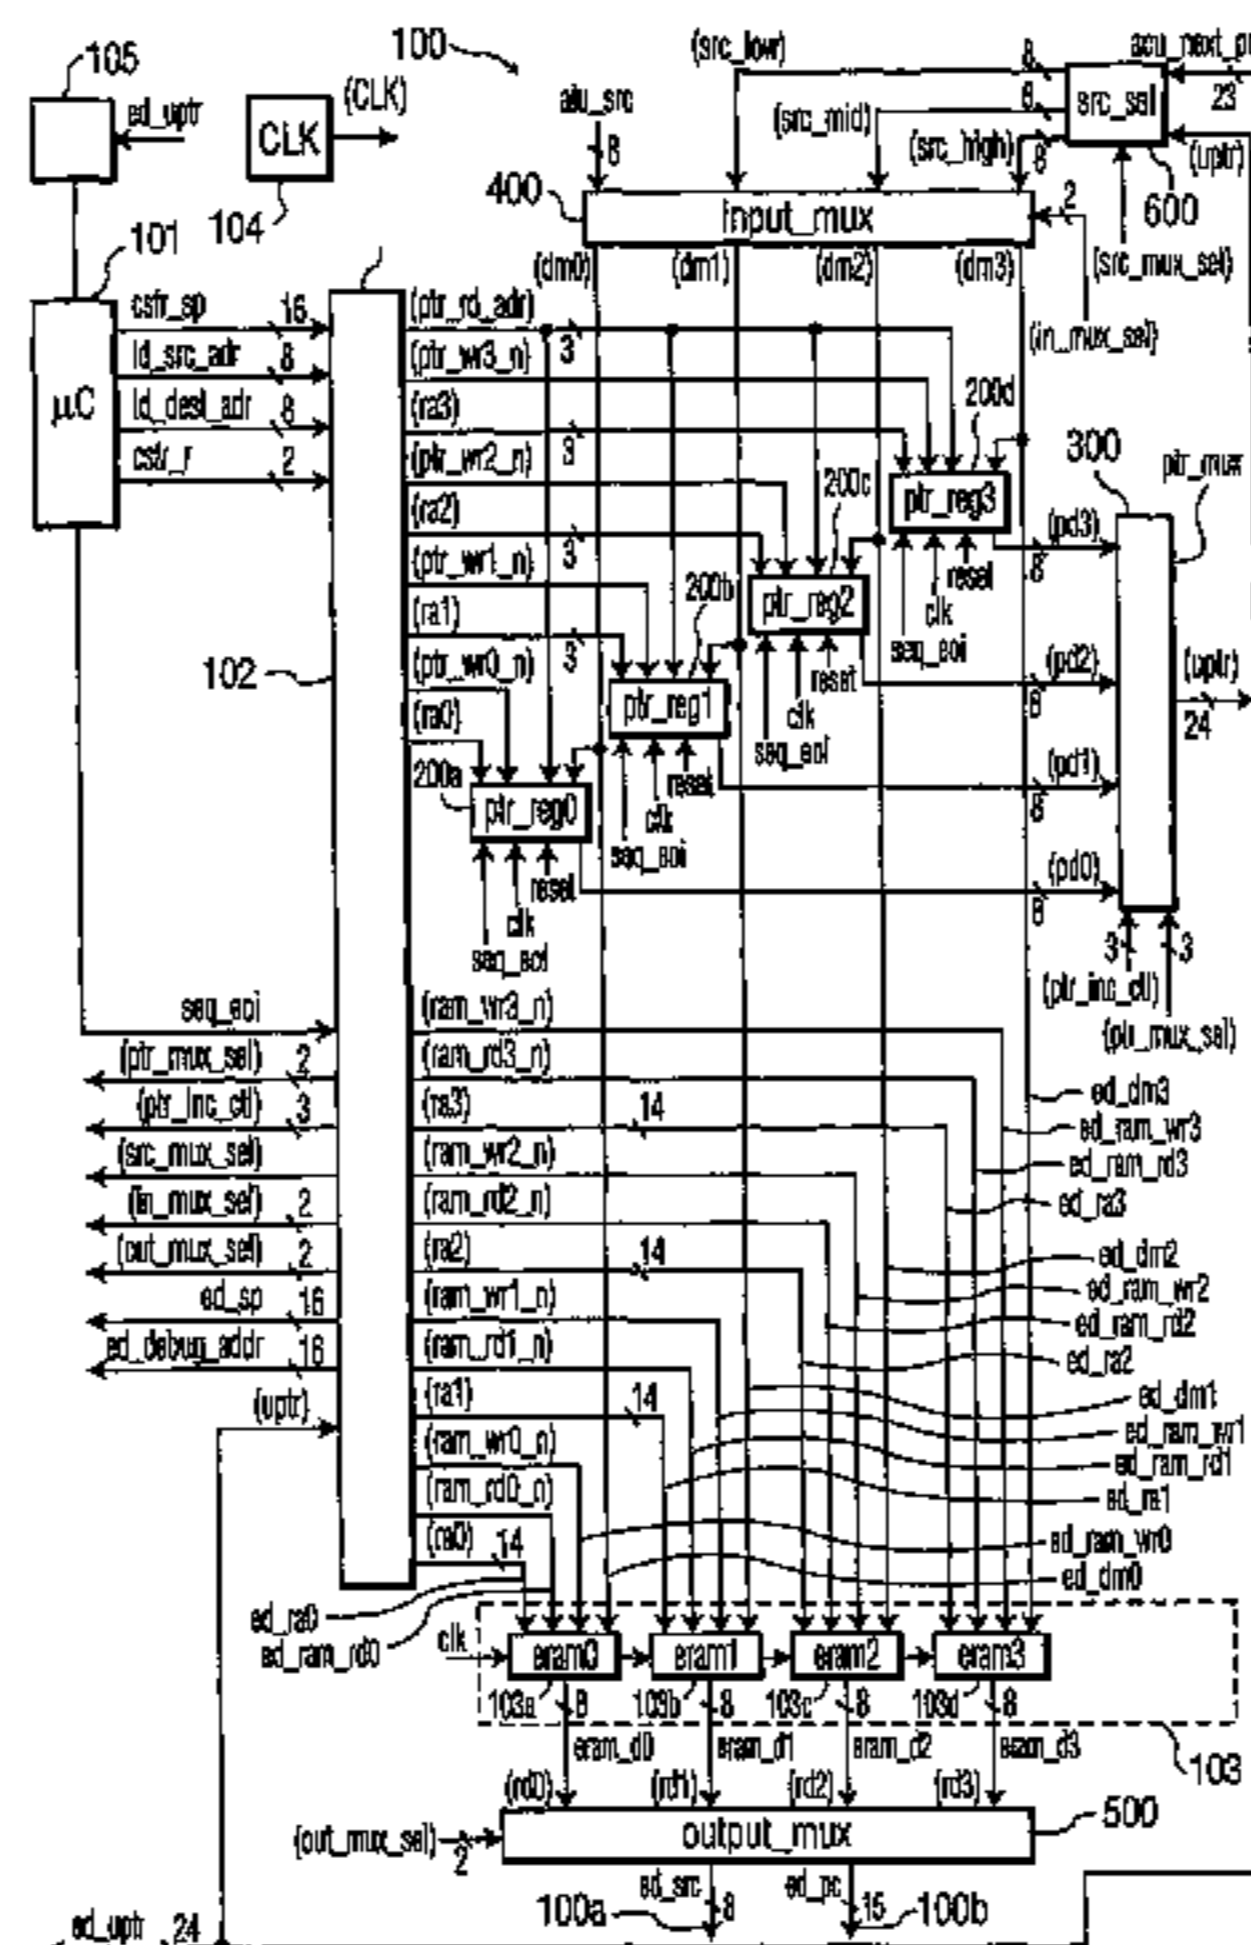 100
105
ed_uptr
CLK
(CLK)
104
alu_src
8
(src_low)
8
(src_mid)
(src_high)
8
src_sel
23
(uptr)
600
(src_mux_sel)
400
input_mux
2
(in_mux_sel)
(dm0)
(dm1)
(dm2)
(dm3)
101
μC
16
ld_src_adr
8
ld_dest_adr
8
2
102
(ptr_rd_adr)
3
(ptr_wr3_n)
(ra3)
3
(ptr_wr2_n)
(ra2)
3
(ptr_wr1_n)
(ra1)
3
(ptr_wr0_n)
(ra0)
200d
ptr_reg3
seq_eoi
clk
reset
200c
ptr_reg2
seq_eoi
clk
reset
200b
ptr_reg1
seq_eoi
clk
reset
200a
ptr_reg0
seq_eoi
clk
reset
300
ptr_mux
(pd3)
8
(pd2)
8
(pd1)
8
(pd0)
8
(uptr)
24
3
3
(ptr_inc_ctl)
(ptr_mux_sel)
seq_eoi
(ptr_mux_sel)
2
(ptr_inc_ctl)
3
(src_mux_sel)
(in_mux_sel)
2
(out_mux_sel)
2
ed_sp
16
ed_debug_addr
16
(uptr)
(ram_wr3_n)
(ram_rd3_n)
(ra3)
14
(ram_wr2_n)
(ram_rd2_n)
(ra2)
14
(ram_wr1_n)
(ram_rd1_n)
(ra1)
14
(ram_wr0_n)
(ram_rd0_n)
(ra0)
14
ed_dm3
ed_ram_wr3
ed_ram_rd3
ed_ra3
ed_dm2
ed_ram_wr2
ed_ram_rd2
ed_ra2
ed_dm1
ed_ram_wr1
ed_ram_rd1
ed_ra1
ed_ram_wr0
ed_dm0
ed_ra0
ed_ram_rd0
clk
eram0
eram1
eram2
eram3
103a
8
103b
8
103c
8
103d
8
eram_d0
eram_d1
eram_d2
eram_d3
103
(rd0)
(rd1)
(rd2)
(rd3)
(out_mux_sel)
2
output_mux
500
ed_src
8
100a
ed_pc
15
100b
ed_uptr
24